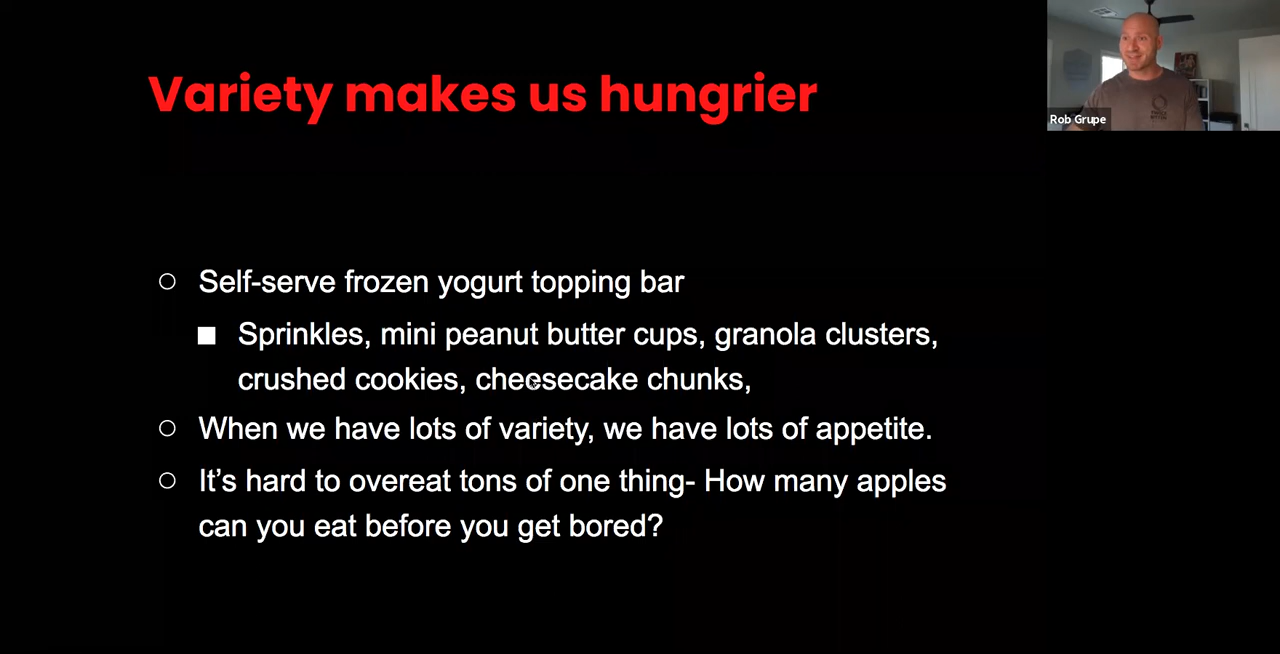 Variety makes us hungrier
Rob Grupe
Self-serve frozen yogurt topping bar
Sprinkles, mini peanut butter cups, granola clusters,
crushed cookies, cheesecake chunks,
When we have lots of variety, we have lots of appetite.
It’s hard to overeat tons of one thing- How many apples
can you eat before you get bored?